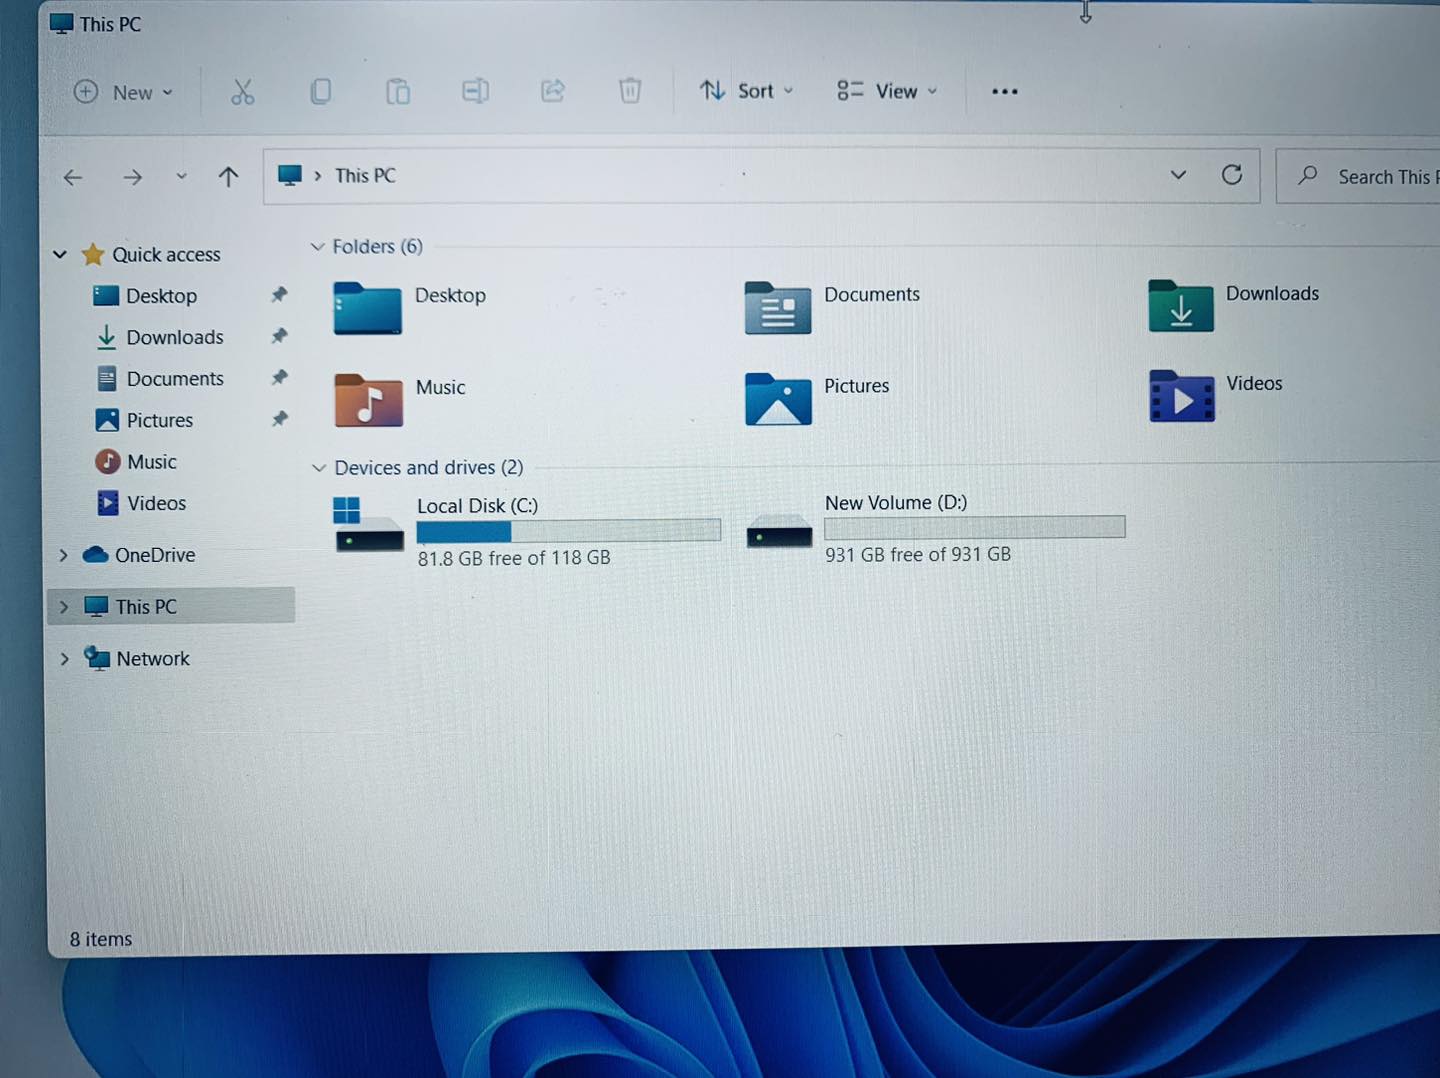 This PC
New
Sort
View
This PC
Search This
Quick access
Desktop
Downloads
Documents
Pictures
Music
Videos
OneDrive
This PC
Network
Folders (6)
Desktop
Documents
Downloads
Music
Pictures
Videos
Devices and drives (2)
Local Disk (C:)
81.8 GB free of 118 GB
New Volume (D:)
931 GB free of 931 GB
8 items